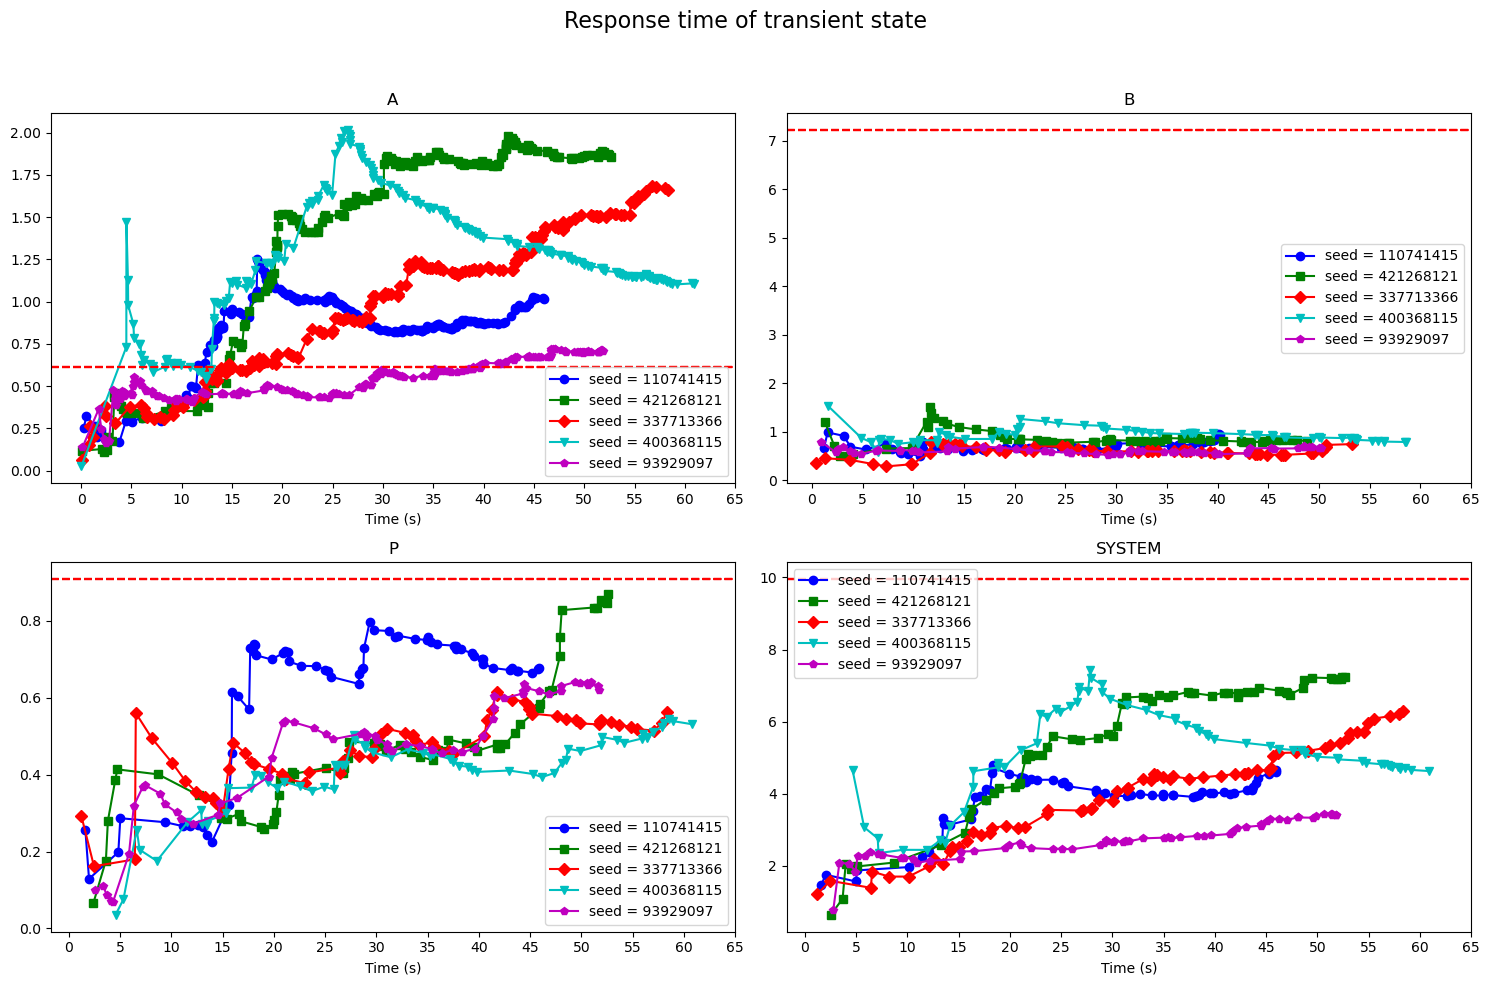 Response time of transient state
A
2.00
1.75
1.50
1.25
1.00
0.75
0.50
0.25
0.00
seed = 110741415
seed = 421268121
seed = 337713366
seed = 400368115
seed = 93929097
0 5 10 15 20 25 30 35 40 45 50 55 60 65
Time (s)
B
7
6
5
4
3
2
1
0
seed = 110741415
seed = 421268121
seed = 337713366
seed = 400368115
seed = 93929097
0 5 10 15 20 25 30 35 40 45 50 55 60 65
Time (s)
P
0.8
0.6
0.4
0.2
0.0
seed = 110741415
seed = 421268121
seed = 337713366
seed = 400368115
seed = 93929097
0 5 10 15 20 25 30 35 40 45 50 55 60 65
Time (s)
SYSTEM
10
8
6
4
2
seed = 110741415
seed = 421268121
seed = 337713366
seed = 400368115
seed = 93929097
0 5 10 15 20 25 30 35 40 45 50 55 60 65
Time (s)